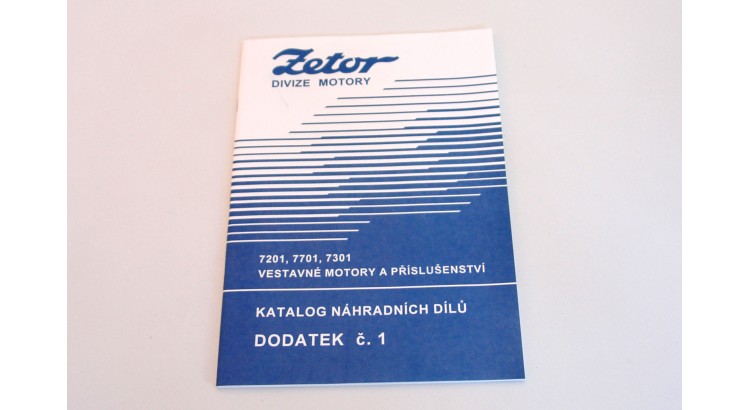 Zetor
DIVIZE MOTORY
7201, 7701, 7301
VESTAVNÉ MOTORY A PŘÍSLUŠENSTVÍ
KATALOG NÁHRADNÍCH DÍLŮ
DODATEK č. 1